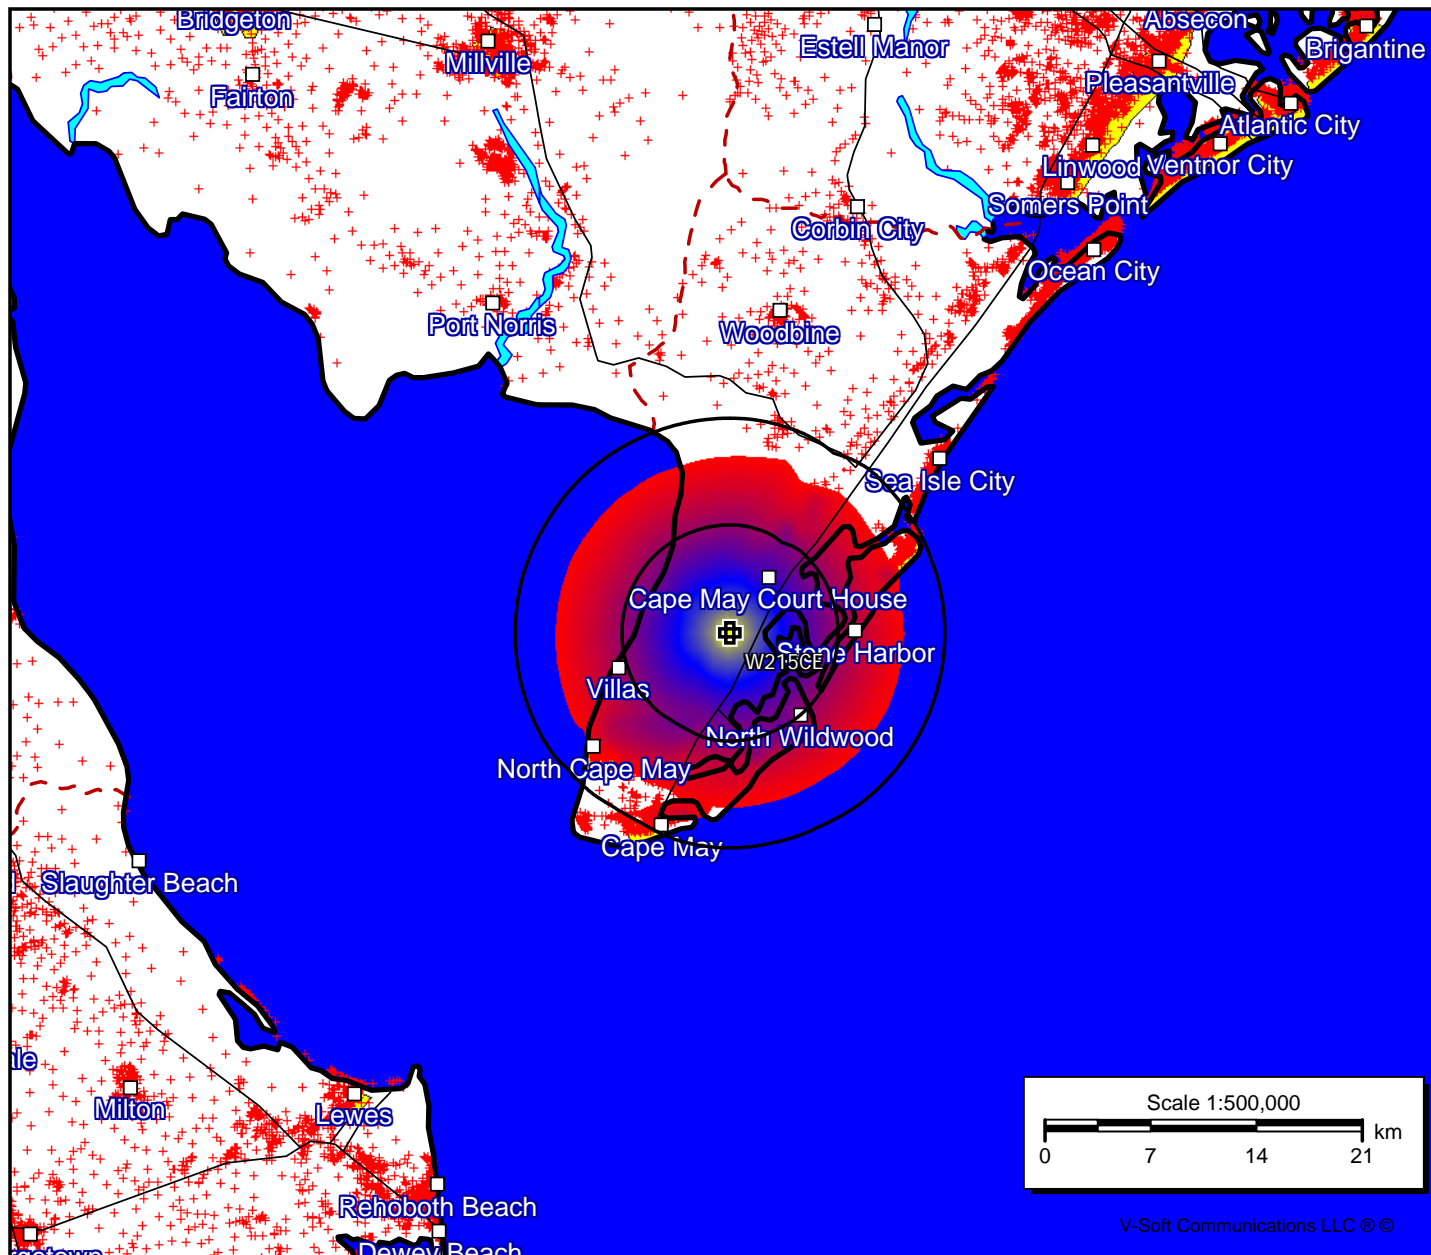 Bridgeton
Absecon
Estell Manor
Brigantine
Millville
Pleasantville
Fairton
Atlantic City
Linwood
Ventnor City
Somers Point
Corbin City
Ocean City
Port Norris
Woodbine
Sea Isle City
Cape May Court House
Stone Harbor
W215CE
Villas
North Wildwood
North Cape May
Cape May
Slaughter Beach
ale
Milton
Lewes
Scale 1:500,000
km
0 7 14 21
Rehoboth Beach
V-Soft Communications LLC ® ©
Dewey Beach